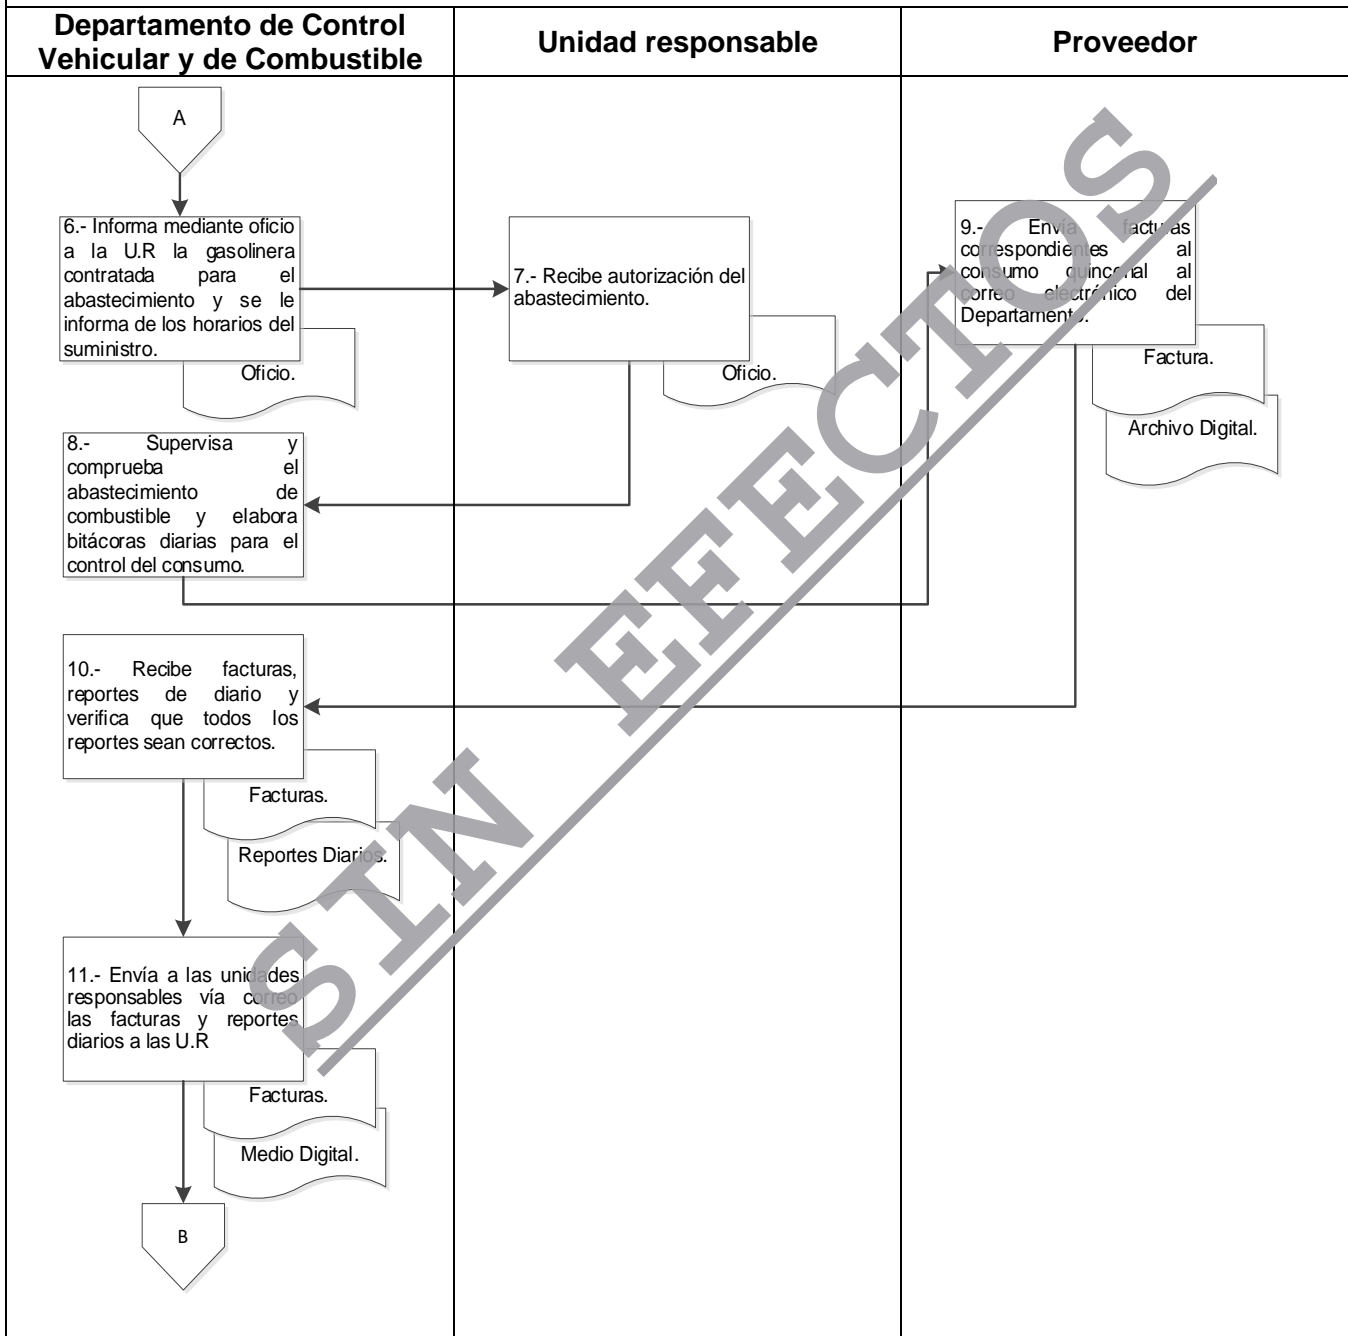 Departamento de Control
Vehicular y de Combustible
Unidad responsable
Proveedor
A
6.- Informa mediante oficio
a la U.R la gasolinera
contratada para el
abastecimiento y se le
informa de los horarios del
suministro.
Oficio.
7.- Recibe autorización del
abastecimiento.
Oficio.
8.- Supervisa y
comprueba el
abastecimiento de
combustible y elabora
bitácoras diarias para el
control del consumo.
9.- Envía facturas
correspondientes al
consumo quincenal al
correo electrónico del
Departamento.
Factura.
Archivo Digital.
10.- Recibe facturas,
reportes de diario y
verifica que todos los
reportes sean correctos.
Facturas.
Reportes Diarios.
11.- Envía a las unidades
responsables vía correo
las facturas y reportes
diarios a las U.R
Facturas.
Medio Digital.
B
SIN EFECTOS